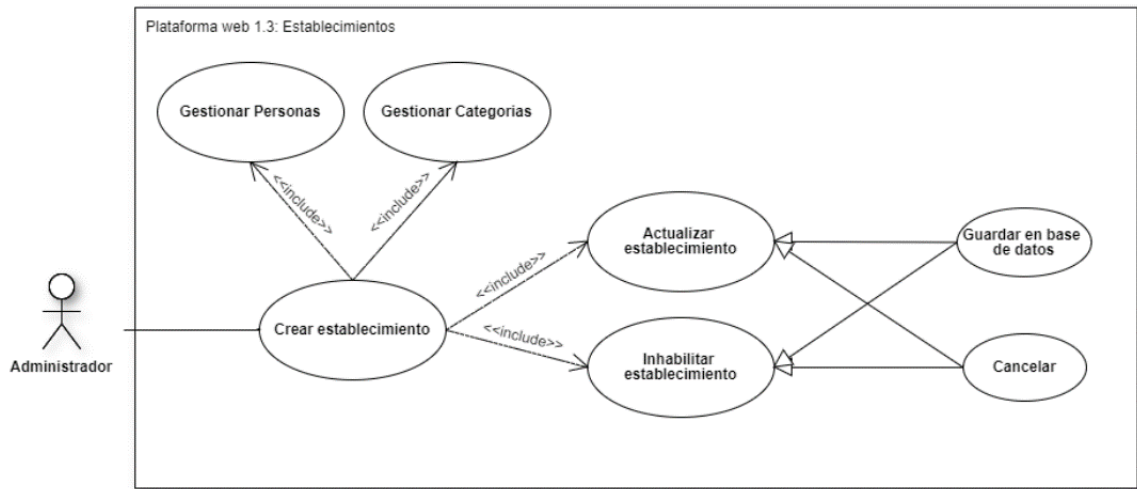 Plataforma web 1.3: Establecimientos
Gestionar Personas
Gestionar Categorias
<<include>>
<<include>>
Actualizar
establecimiento
Guardar en base
de datos
<<include>>
Crear establecimiento
<<include>>
Inhabilitar
establecimiento
Cancelar
Administrador